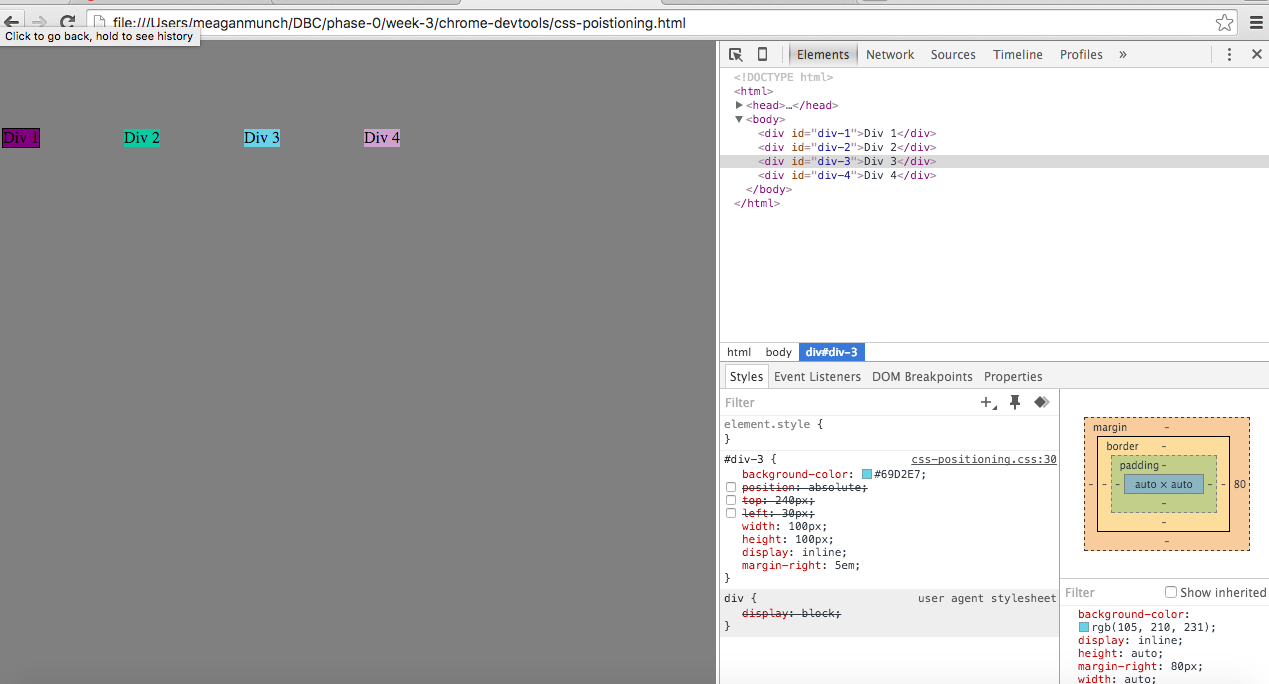 file:///Users/meaganmunch/DBC/phase-0/week-3/chrome-devtools/css-poistioning.html
Click to go back, hold to see history
Div 1 Div 2 Div 3 Div 4
Elements Network Sources Timeline Profiles »
<!DOCTYPE html>
<html>
▶<head>…</head>
▼<body>
<div id="div-1">Div 1</div>
<div id="div-2">Div 2</div>
<div id="div-3">Div 3</div>
<div id="div-4">Div 4</div>
</body>
</html>
html body div#div-3
Styles Event Listeners DOM Breakpoints Properties
Filter
element.style {
}
#div-3 { css-positioning.css:30
background-color: #69D2E7;
position: absolute;
top: 240px;
left: 30px;
width: 100px;
height: 100px;
display: inline;
margin-right: 5em;
}
div { user agent stylesheet
display: block;
}
margin -
border -
padding -
- - - auto × auto - - 80
-
-
-
Filter Show inherited
background-color:
rgb(105, 210, 231);
display: inline;
height: auto;
margin-right: 80px;
width: auto;